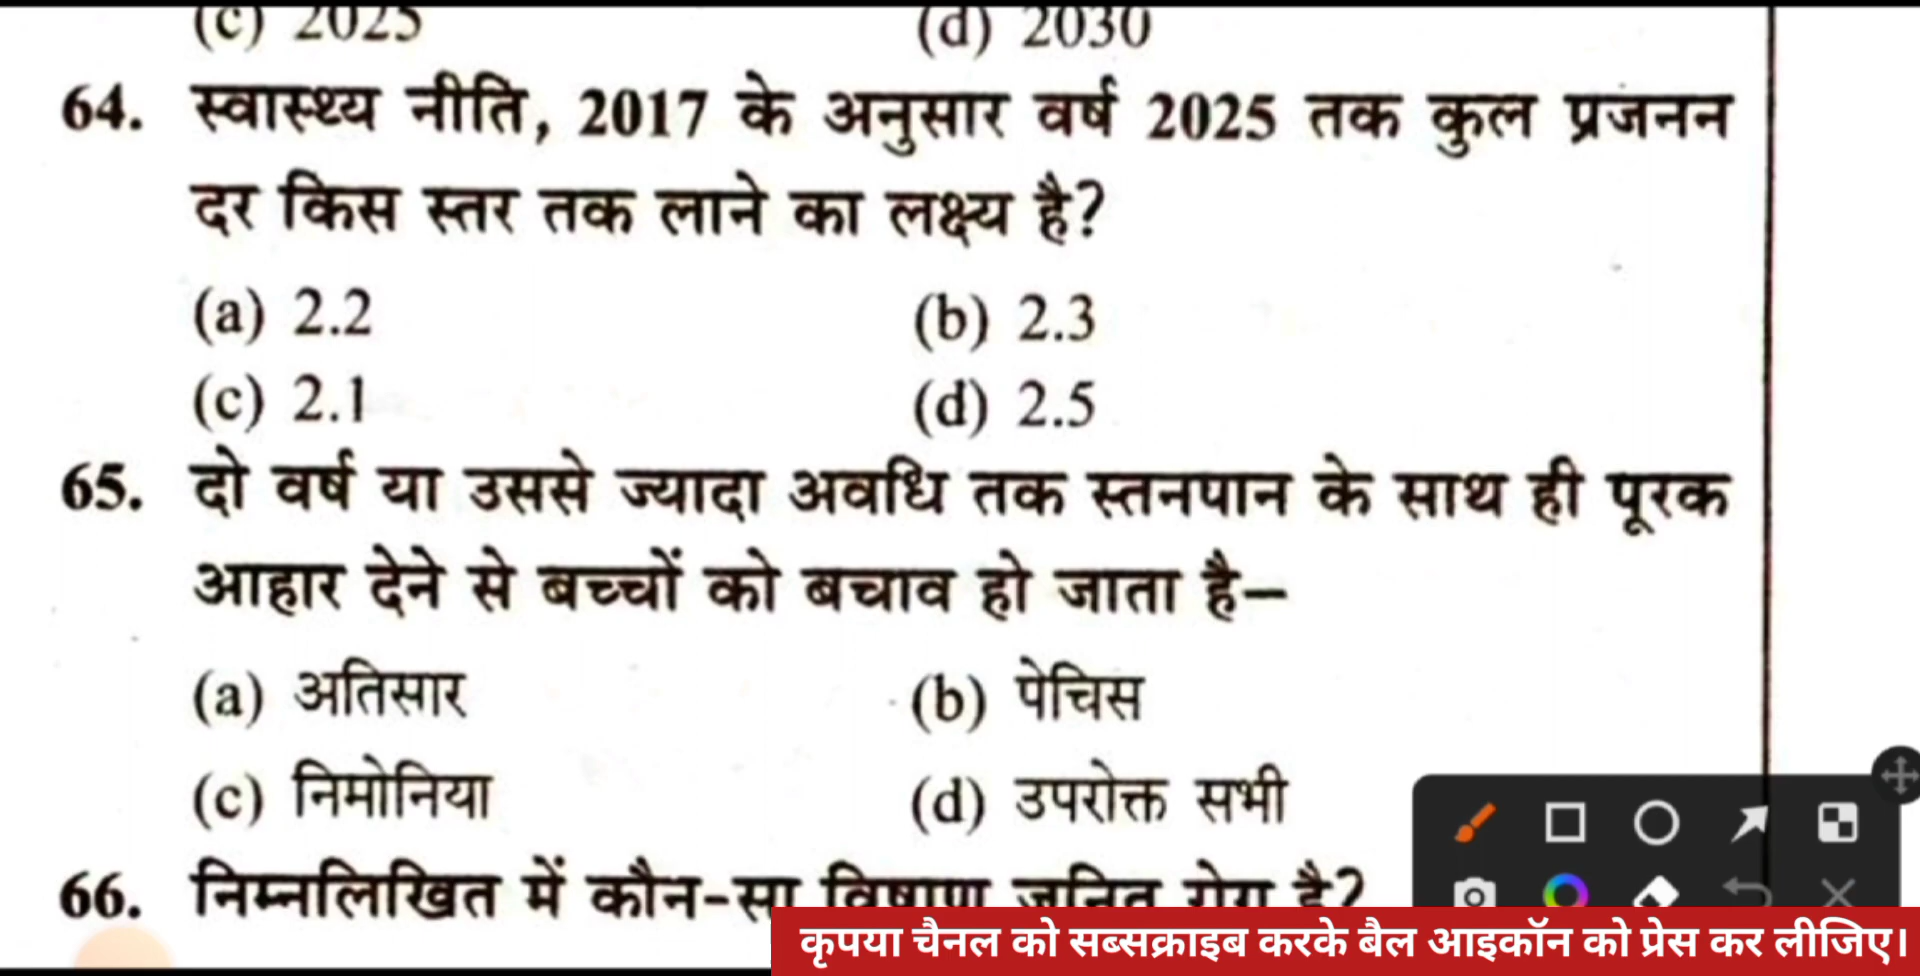 (c) 2025 (d) 2030
64. स्वास्थ्य नीति, 2017 के अनुसार वर्ष 2025 तक कुल प्रजनन
दर किस स्तर तक लाने का लक्ष्य है?
(a) 2.2 (b) 2.3
(c) 2.1 (d) 2.5
65. दो वर्ष या उससे ज्यादा अवधि तक स्तनपान के साथ ही पूरक
आहार देने से बच्चों को बचाव हो जाता है–
(a) अतिसार (b) पेचिस
(c) निमोनिया (d) उपरोक्त सभी
66. निम्नलिखित में कौन-सा विषाणु जनित रोग है?
कृपया चैनल को सब्सक्राइब करके बैल आइकॉन को प्रेस कर लीजिए।